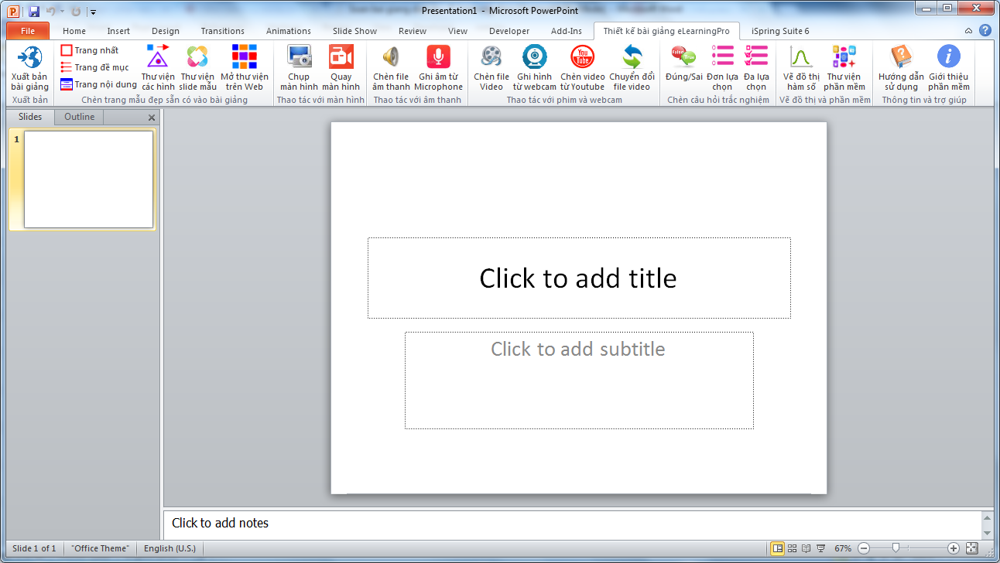 Presentation1 - Microsoft PowerPoint
File Home Insert Design Transitions Animations Slide Show Review View Developer Add-Ins Thiết kế bài giảng eLearningPro iSpring Suite 6
Xuất bản
bài giảng
Xuất bản
Trang nhất
Trang đề mục
Trang nội dung
Thư viện
các hình
Thư viện
slide mẫu
Mở thư viện
trên Web
Chèn trang mẫu đẹp sẵn có vào bài giảng
Chụp
màn hình
Quay
màn hình
Thao tác với màn hình
Chèn file
âm thanh
Ghi âm từ
Microphone
Thao tác với âm thanh
Chèn file
Video
Ghi hình
từ webcam
You
Tube
Chèn video
từ Youtube
Chuyển đổi
file video
Thao tác với phim và webcam
False
True
Đúng/Sai
Đơn lựa
chọn
Đa lựa
chọn
Chèn câu hỏi trắc nghiệm
Vẽ đồ thị
hàm số
Thư viện
phần mềm
Vẽ đồ thị và phần mềm
Hướng dẫn
sử dụng
Giới thiệu
phần mềm
Thông tin và trợ giúp
Slides Outline
1
Click to add title
Click to add subtitle
Click to add notes
Slide 1 of 1 "Office Theme" English (U.S.) 67%